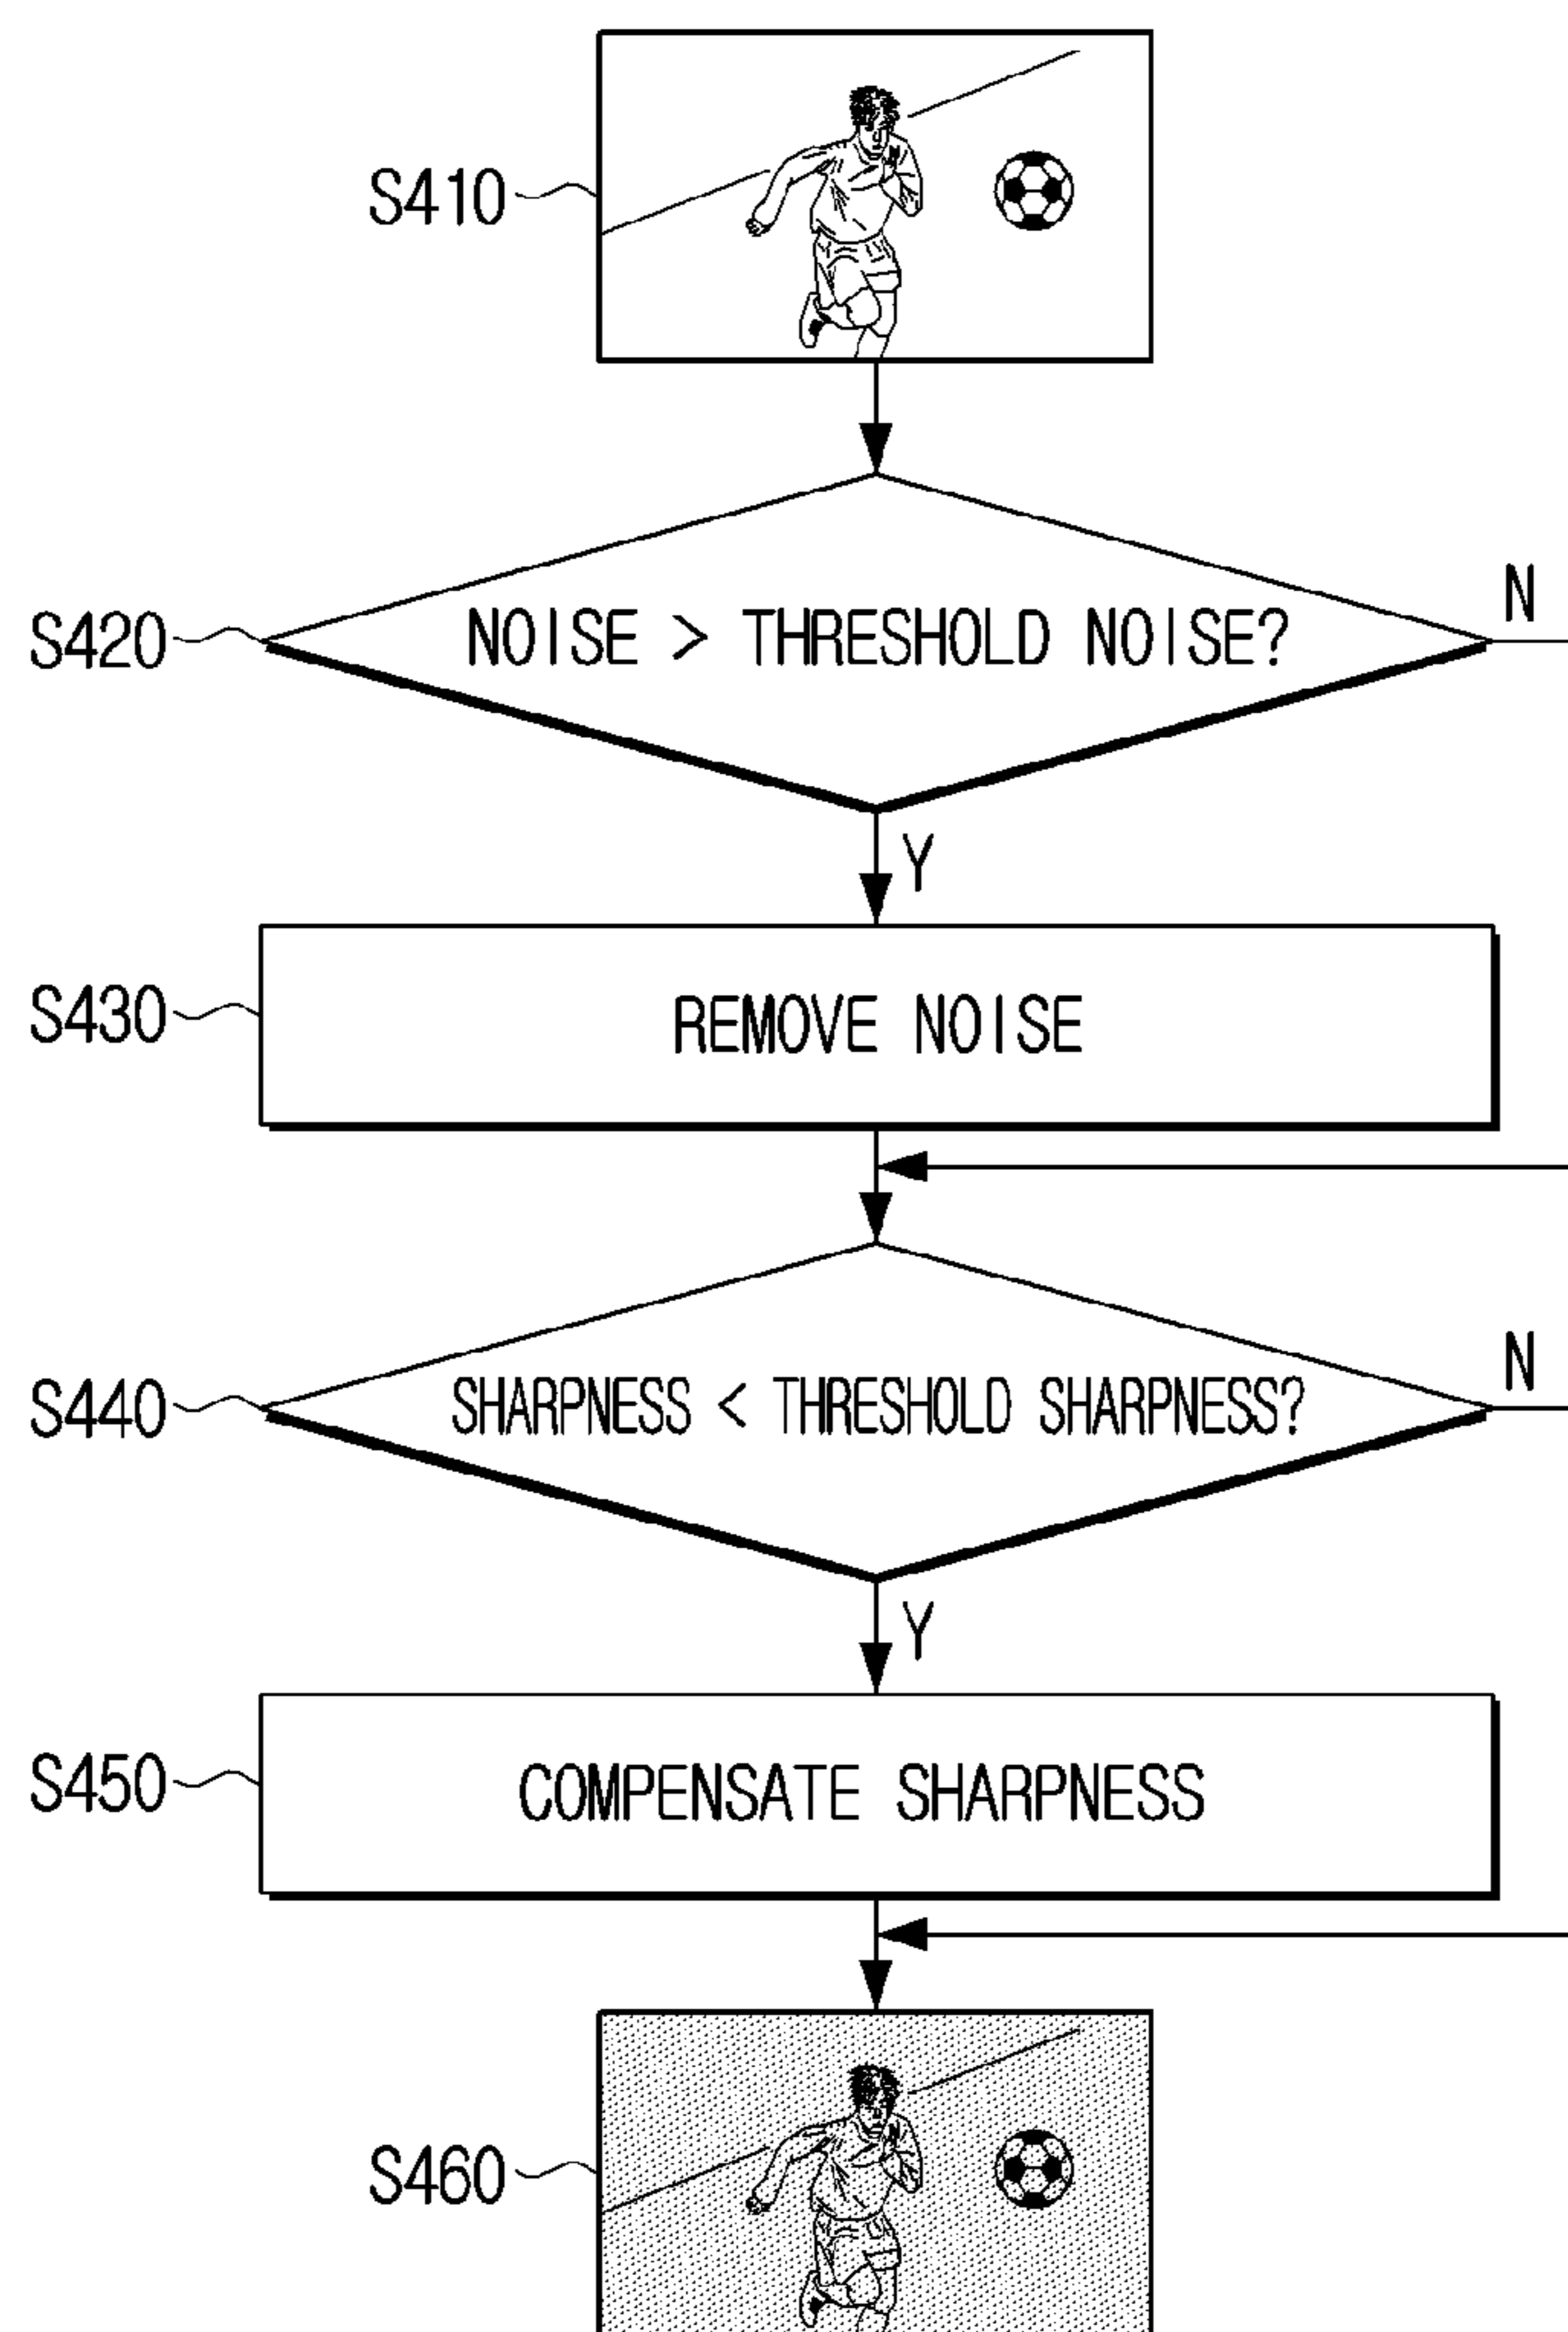 S410
S420
NOISE > THRESHOLD NOISE?
N
Y
S430
REMOVE NOISE
S440
SHARPNESS < THRESHOLD SHARPNESS?
N
Y
S450
COMPENSATE SHARPNESS
S460